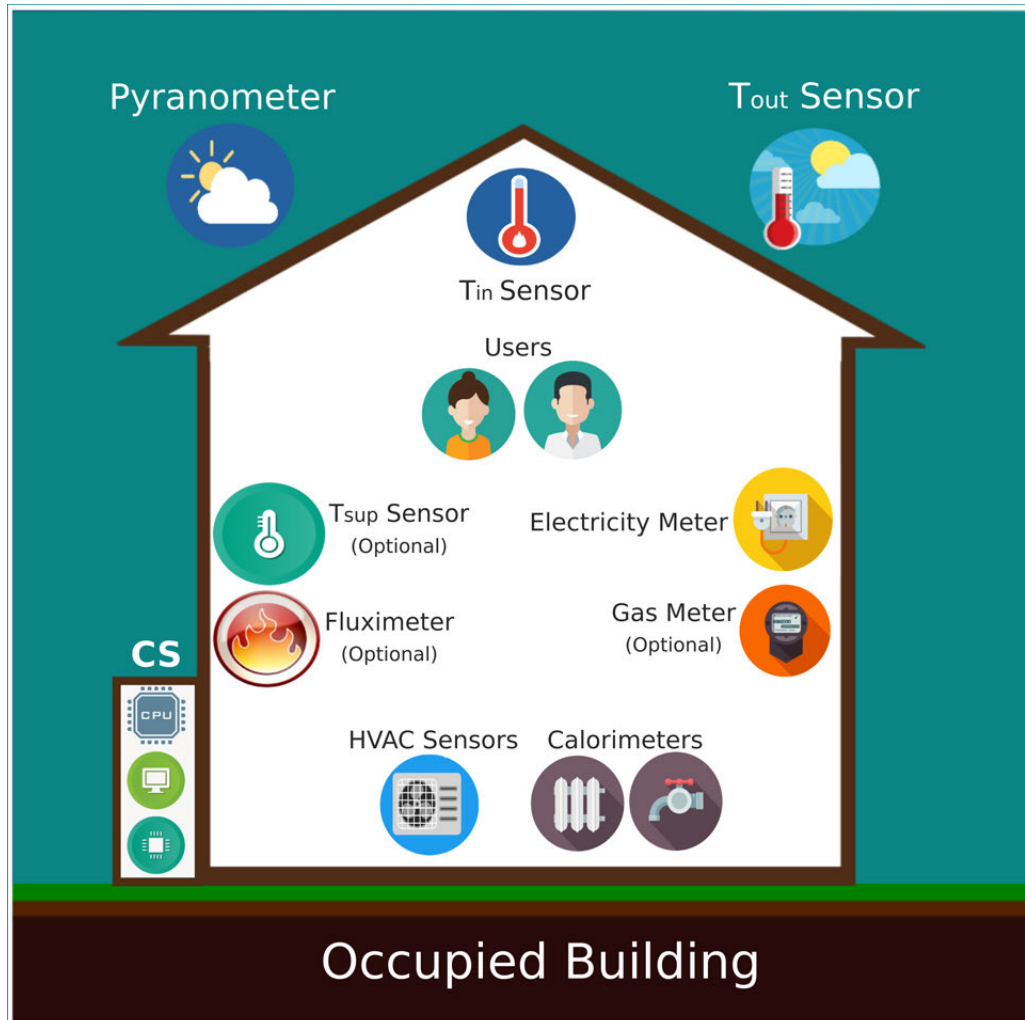 Pyranometer
Tout Sensor
Tin Sensor
Users
Tsup Sensor
(Optional)
Electricity Meter
Fluximeter
(Optional)
Gas Meter
(Optional)
CS
CPU
HVAC Sensors
Calorimeters
Occupied Building